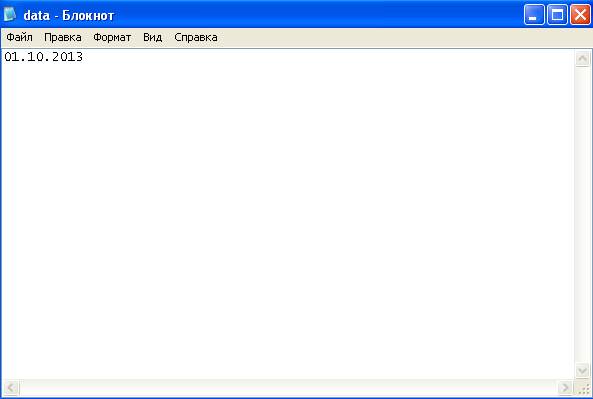 data - Блокнот
Файл Правка Формат Вид Справка
01.10.2013